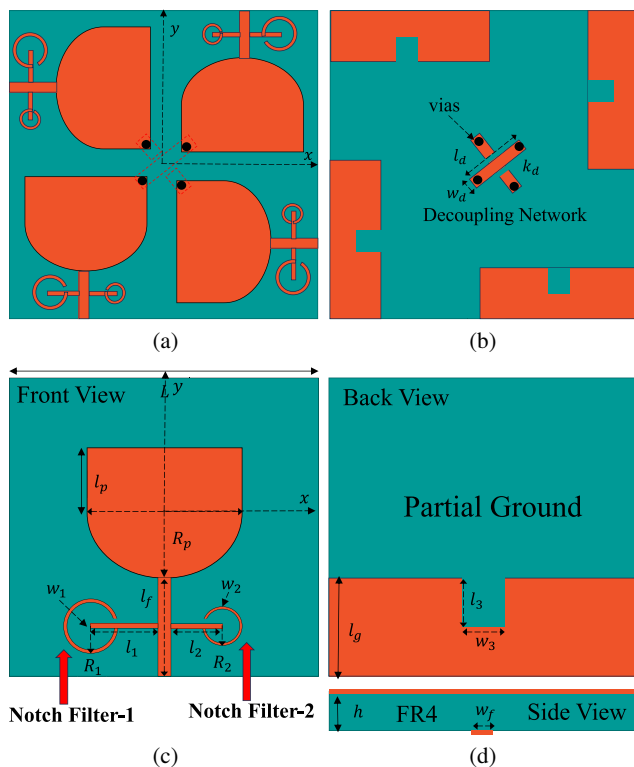 y
x
(a)
vias
l_d
k_d
w_d
Decoupling Network
(b)
L
y
Front View
l_p
x
R_p
w_1
l_f
w_2
l_1
l_2
R_1
R_2
Notch Filter-1
Notch Filter-2
(c)
Back View
Partial Ground
l_3
l_g
w_3
h
FR4
w_f
Side View
(d)